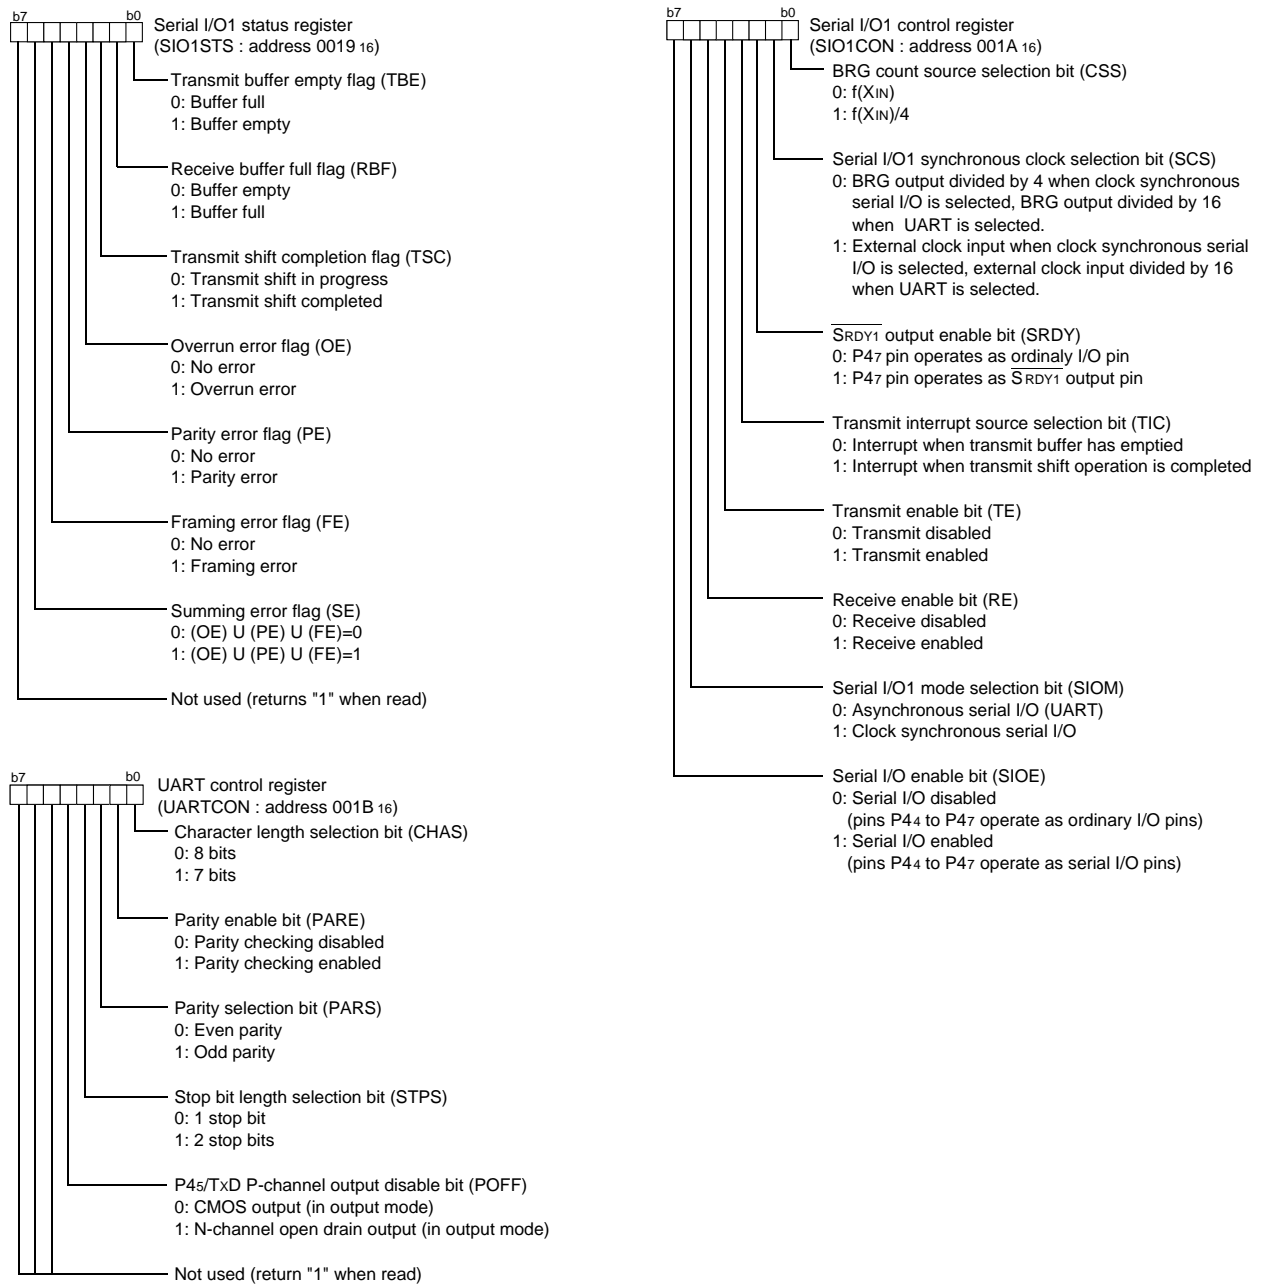 b7 b0
Serial I/O1 status register
(SIO1STS : address 0019 16)
Transmit buffer empty flag (TBE)
0: Buffer full
1: Buffer empty
Receive buffer full flag (RBF)
0: Buffer empty
1: Buffer full
Transmit shift completion flag (TSC)
0: Transmit shift in progress
1: Transmit shift completed
Overrun error flag (OE)
0: No error
1: Overrun error
Parity error flag (PE)
0: No error
1: Parity error
Framing error flag (FE)
0: No error
1: Framing error
Summing error flag (SE)
0: (OE) U (PE) U (FE)=0
1: (OE) U (PE) U (FE)=1
Not used (returns "1" when read)
b7 b0
UART control register
(UARTCON : address 001B 16)
Character length selection bit (CHAS)
0: 8 bits
1: 7 bits
Parity enable bit (PARE)
0: Parity checking disabled
1: Parity checking enabled
Parity selection bit (PARS)
0: Even parity
1: Odd parity
Stop bit length selection bit (STPS)
0: 1 stop bit
1: 2 stop bits
P45/TxD P-channel output disable bit (POFF)
0: CMOS output (in output mode)
1: N-channel open drain output (in output mode)
Not used (return "1" when read)
b7 b0
Serial I/O1 control register
(SIO1CON : address 001A 16)
BRG count source selection bit (CSS)
0: f(XIN)
1: f(XIN)/4
Serial I/O1 synchronous clock selection bit (SCS)
0: BRG output divided by 4 when clock synchronous
serial I/O is selected, BRG output divided by 16
when UART is selected.
1: External clock input when clock synchronous serial
I/O is selected, external clock input divided by 16
when UART is selected.
SRDY1 output enable bit (SRDY)
0: P47 pin operates as ordinaly I/O pin
1: P47 pin operates as SRDY1 output pin
Transmit interrupt source selection bit (TIC)
0: Interrupt when transmit buffer has emptied
1: Interrupt when transmit shift operation is completed
Transmit enable bit (TE)
0: Transmit disabled
1: Transmit enabled
Receive enable bit (RE)
0: Receive disabled
1: Receive enabled
Serial I/O1 mode selection bit (SIOM)
0: Asynchronous serial I/O (UART)
1: Clock synchronous serial I/O
Serial I/O enable bit (SIOE)
0: Serial I/O disabled
(pins P44 to P47 operate as ordinary I/O pins)
1: Serial I/O enabled
(pins P44 to P47 operate as serial I/O pins)